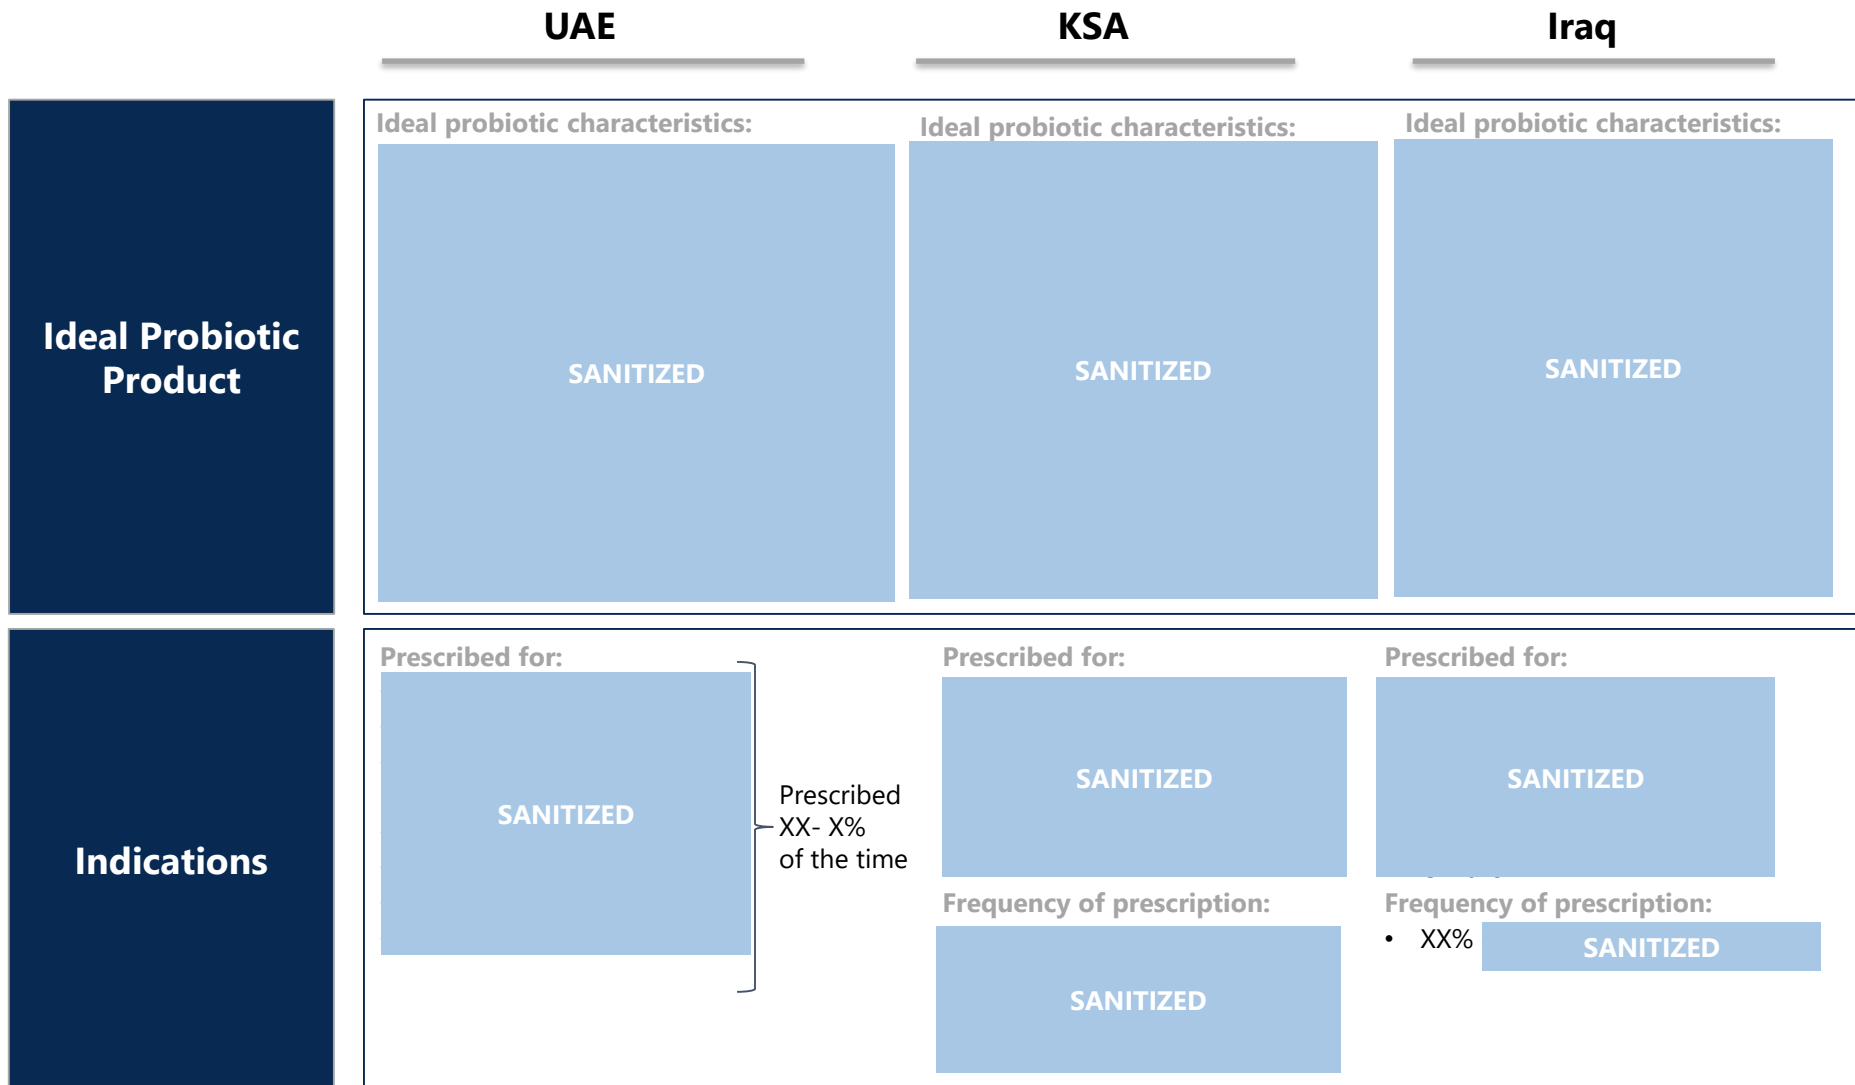 UAE
KSA
Iraq
Ideal Probiotic
Product
Ideal probiotic characteristics:
SANITIZED
Ideal probiotic characteristics:
SANITIZED
Ideal probiotic characteristics:
SANITIZED
Indications
Prescribed for:
SANITIZED
Prescribed
XX- X%
of the time
Prescribed for:
SANITIZED
Frequency of prescription:
SANITIZED
Prescribed for:
SANITIZED
Frequency of prescription:
• XX%
SANITIZED